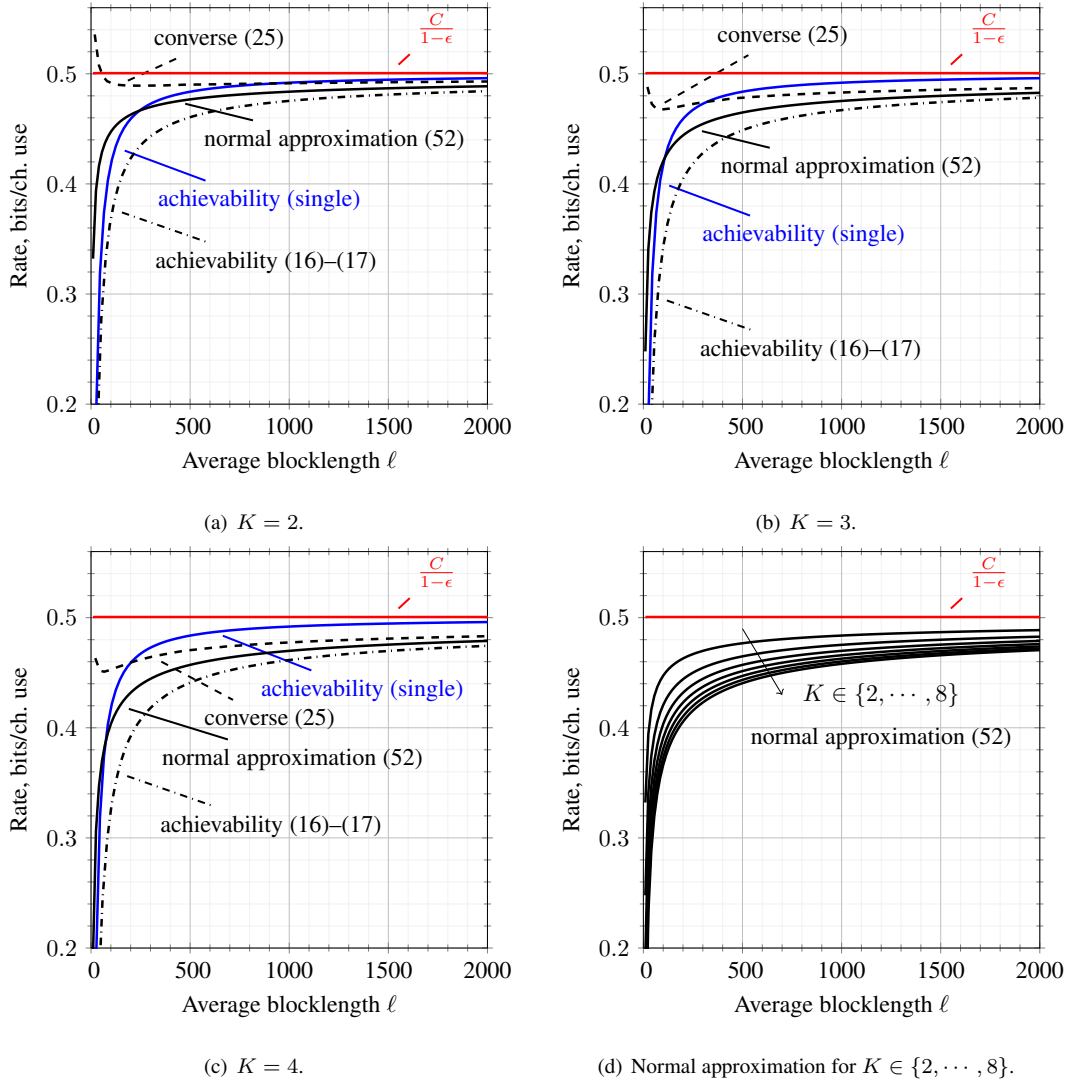 Rate, bits/ch. use
0.5
0.4
0.3
0.2
converse (25)
C/(1−ϵ)
normal approximation (52)
achievability (single)
achievability (16)–(17)
0 500 1000 1500 2000
Average blocklength ℓ
(a) K = 2.
Rate, bits/ch. use
0.5
0.4
0.3
0.2
converse (25)
C/(1−ϵ)
normal approximation (52)
achievability (single)
achievability (16)–(17)
0 500 1000 1500 2000
Average blocklength ℓ
(b) K = 3.
Rate, bits/ch. use
0.5
0.4
0.3
0.2
C/(1−ϵ)
achievability (single)
converse (25)
normal approximation (52)
achievability (16)–(17)
0 500 1000 1500 2000
Average blocklength ℓ
(c) K = 4.
Rate, bits/ch. use
0.5
0.4
0.3
0.2
C/(1−ϵ)
K ∈ {2, · · · , 8}
normal approximation (52)
0 500 1000 1500 2000
Average blocklength ℓ
(d) Normal approximation for K ∈ {2, · · · , 8}.